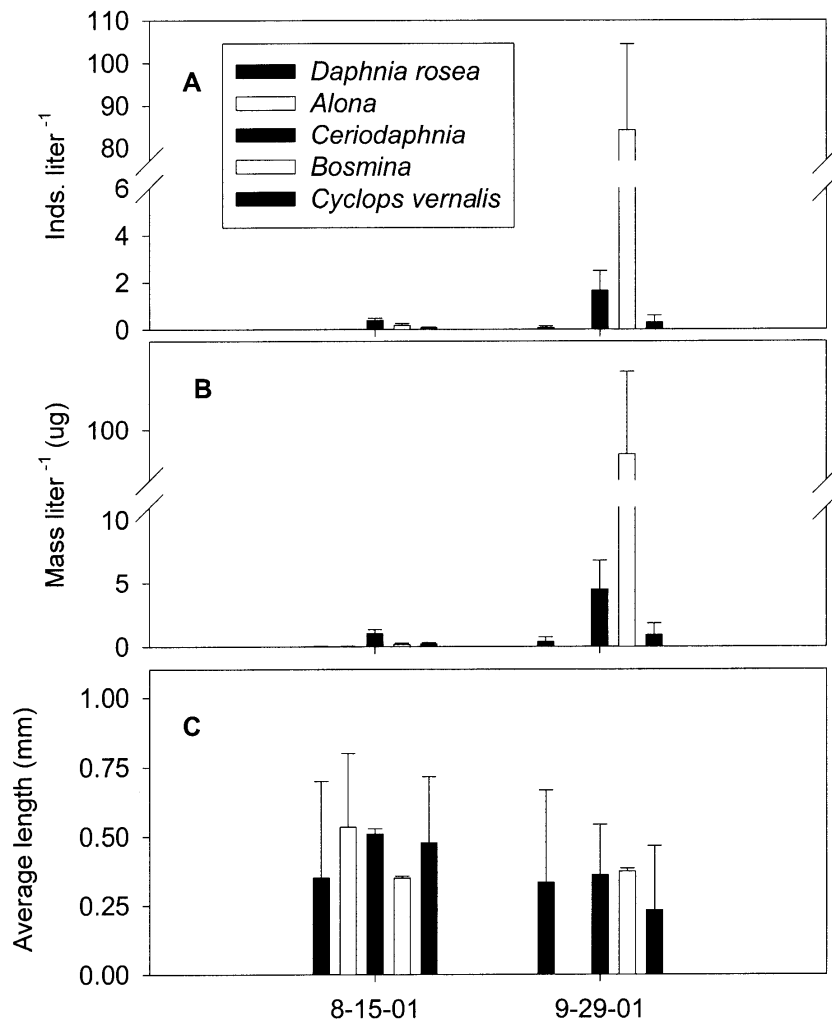 110
100
90
80
6
4
2
0
Inds. liter⁻¹
A
Daphnia rosea
Alona
Ceriodaphnia
Bosmina
Cyclops vernalis
100
10
5
0
Mass liter⁻¹ (ug)
B
1.00
0.75
0.50
0.25
0.00
Average length (mm)
C
8-15-01 9-29-01